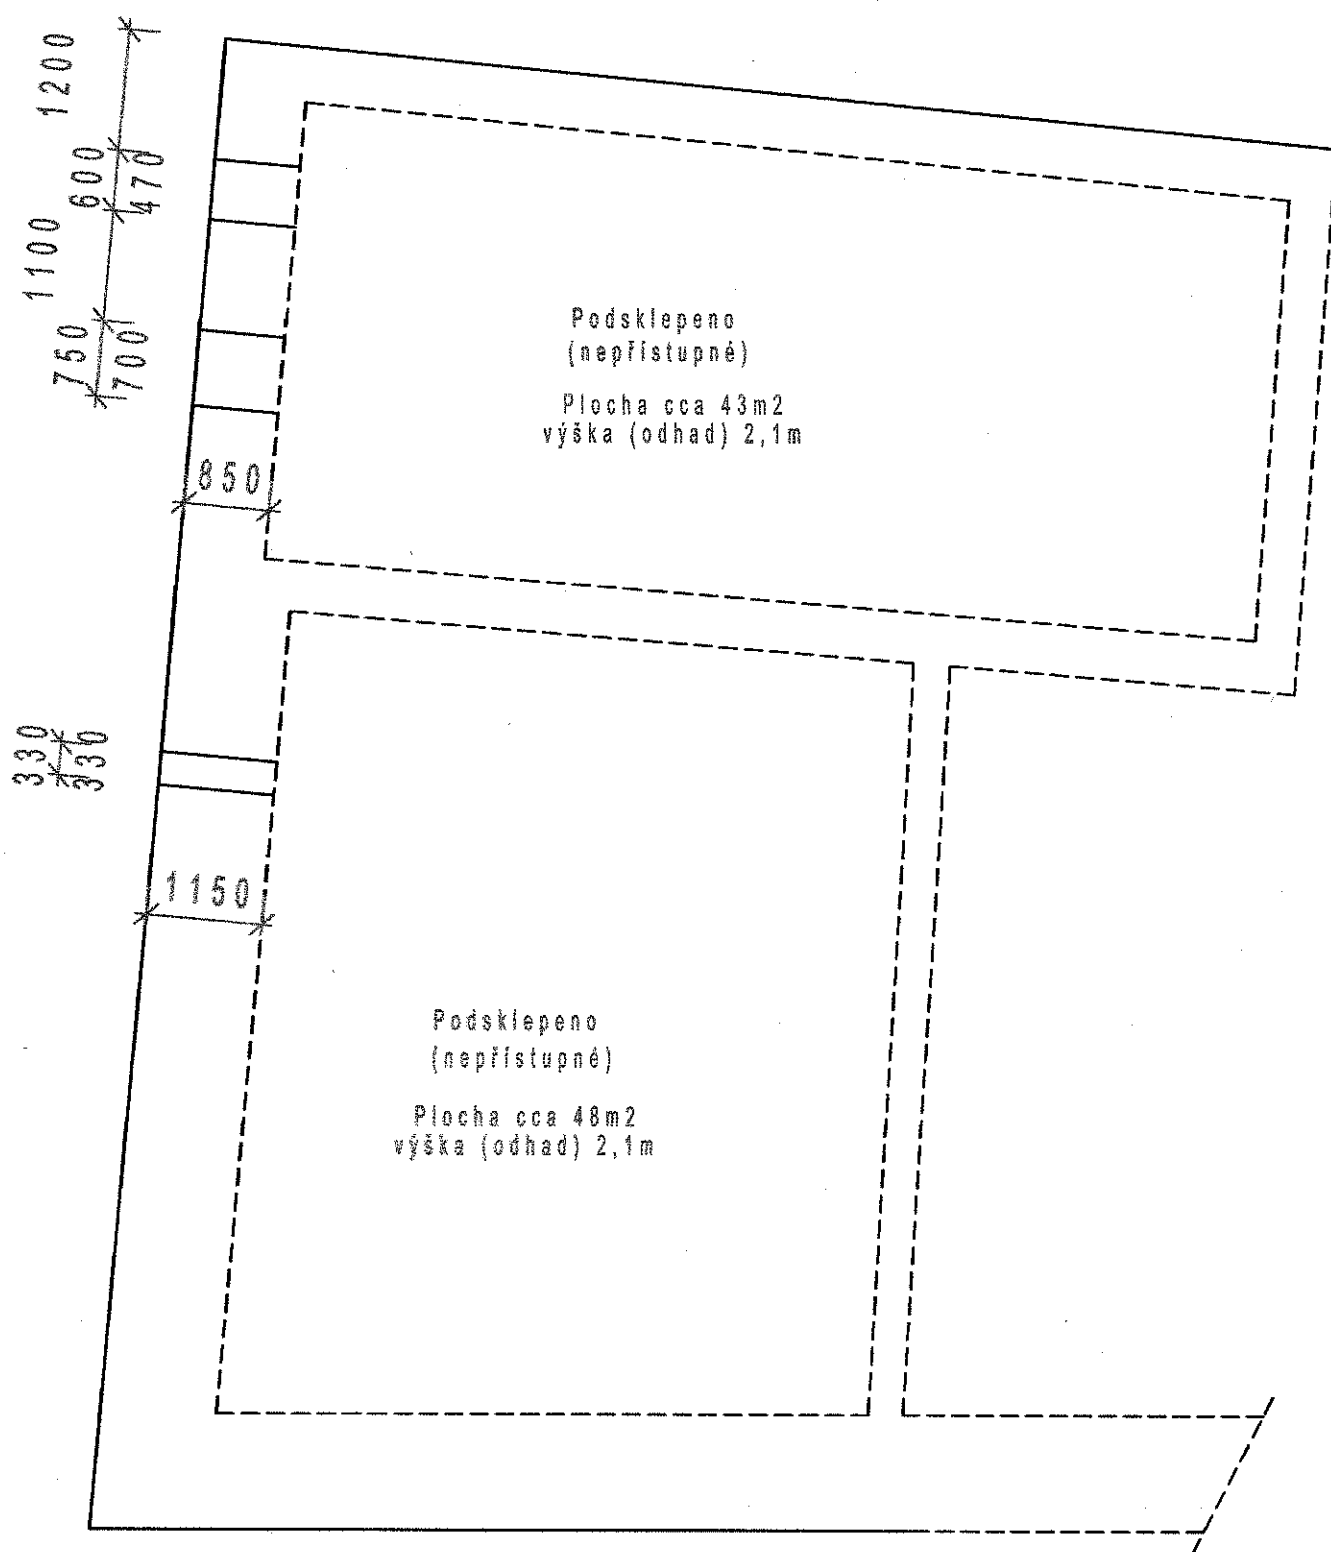 1200
600
470
1100
750
700
Podsklepeno
(nepřístupné)
Plocha cca 43m2
výška (odhad) 2,1m
850
330
330
1150
Podsklepeno
(nepřístupné)
Plocha cca 48m2
výška (odhad) 2,1m